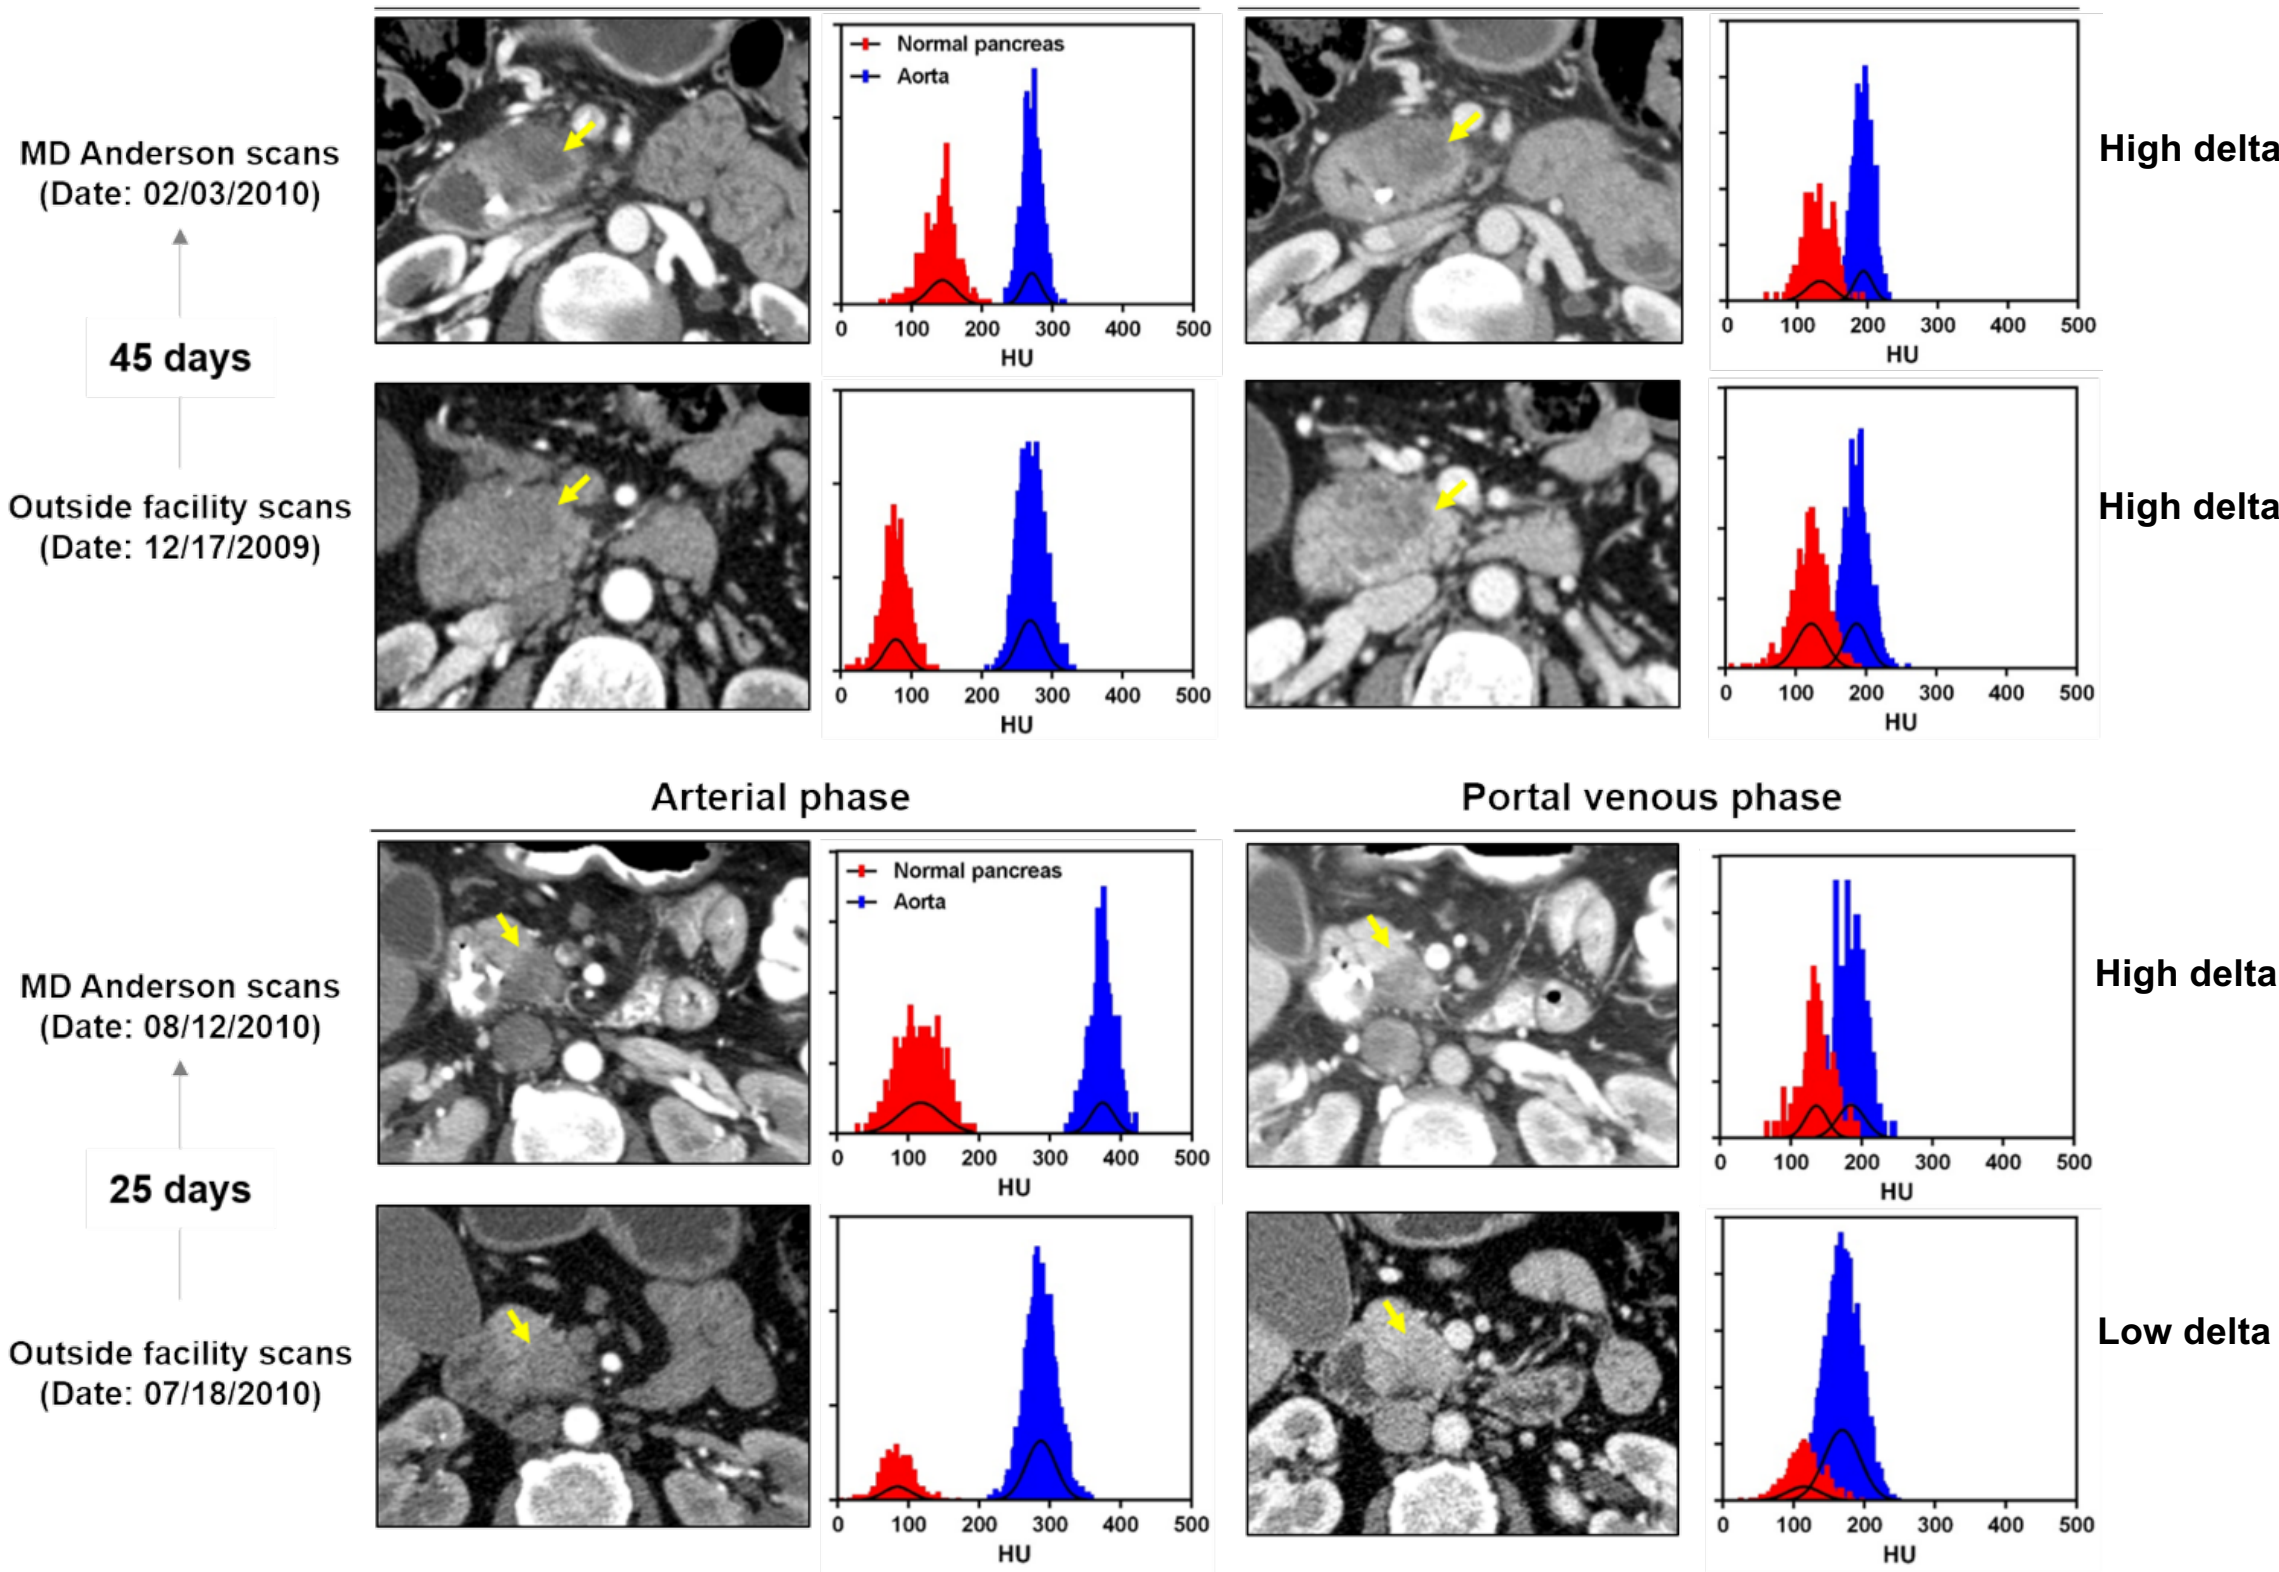 MD Anderson scans
(Date: 02/03/2010)
Normal pancreas
Aorta
0 100 200 300 400 500
HU
0 100 200 300 400 500
HU
High delta
45 days
Outside facility scans
(Date: 12/17/2009)
0 100 200 300 400 500
HU
0 100 200 300 400 500
HU
High delta
Arterial phase
Portal venous phase
MD Anderson scans
(Date: 08/12/2010)
Normal pancreas
Aorta
0 100 200 300 400 500
HU
0 100 200 300 400 500
HU
High delta
25 days
Outside facility scans
(Date: 07/18/2010)
0 100 200 300 400 500
HU
0 100 200 300 400 500
HU
Low delta